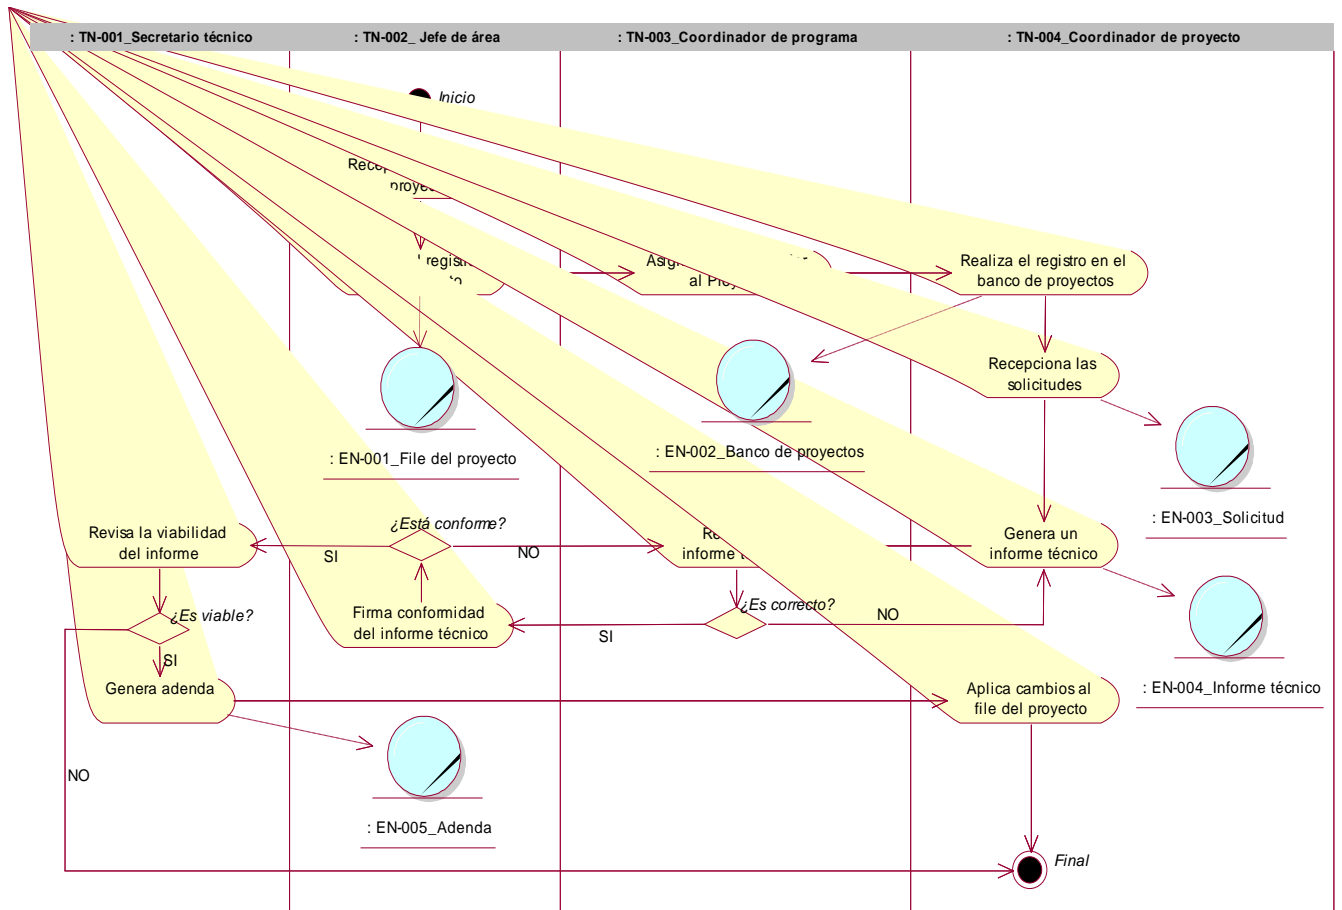 : TN-001_Secretario técnico
: TN-002_ Jefe de área
: TN-003_Coordinador de programa
: TN-004_Coordinador de proyecto
Inicio
al
Realiza el registro en el
banco de proyectos
Recepciona las
solicitudes
: EN-001_File del proyecto
: EN-002_Banco de proyectos
: EN-003_Solicitud
Revisa la viabilidad
del informe
¿Está conforme?
SI
NO
informe
Genera un
informe técnico
¿Es viable?
Firma conformidad
del informe técnico
SI
¿Es correcto?
NO
SI
Genera adenda
Aplica cambios al
file del proyecto
: EN-004_Informe técnico
NO
: EN-005_Adenda
Final